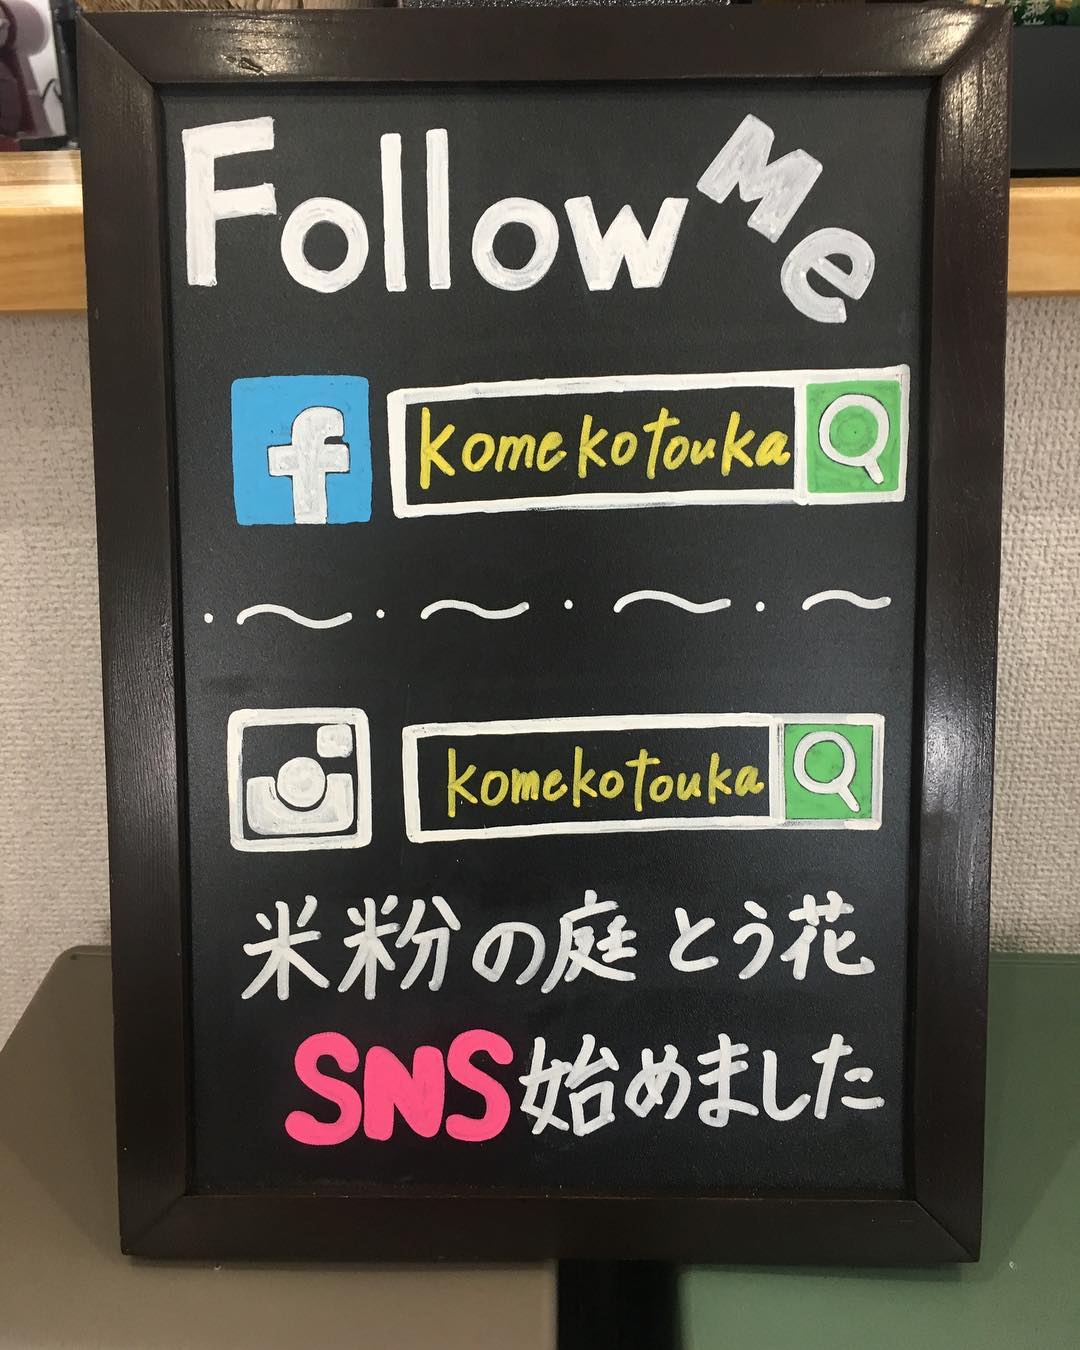 Follow Me
f komekotouka
komekotouka
米粉の庭 とう花
SNS始めました